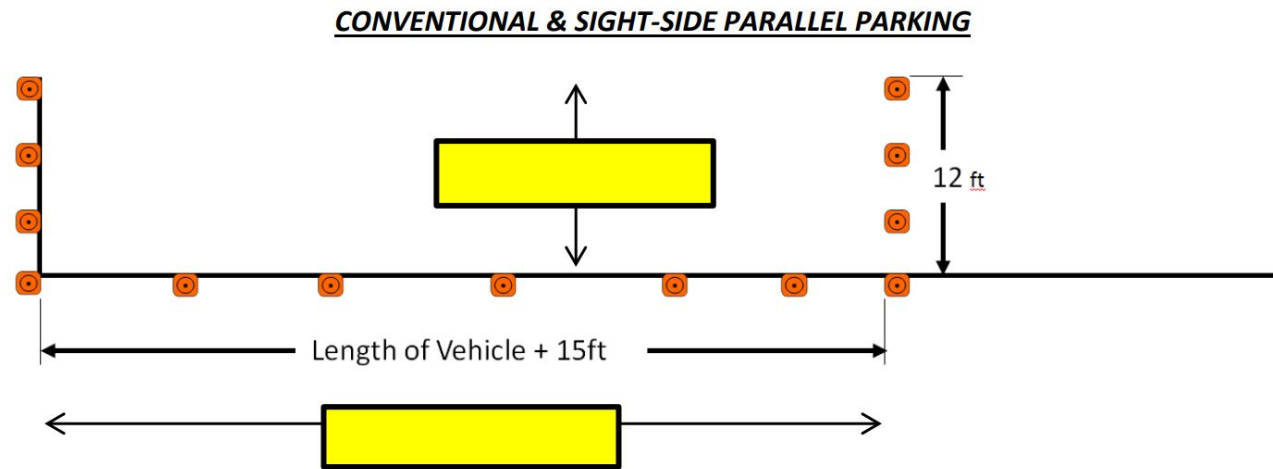 CONVENTIONAL & SIGHT-SIDE PARALLEL PARKING
12 ft
Length of Vehicle + 15ft